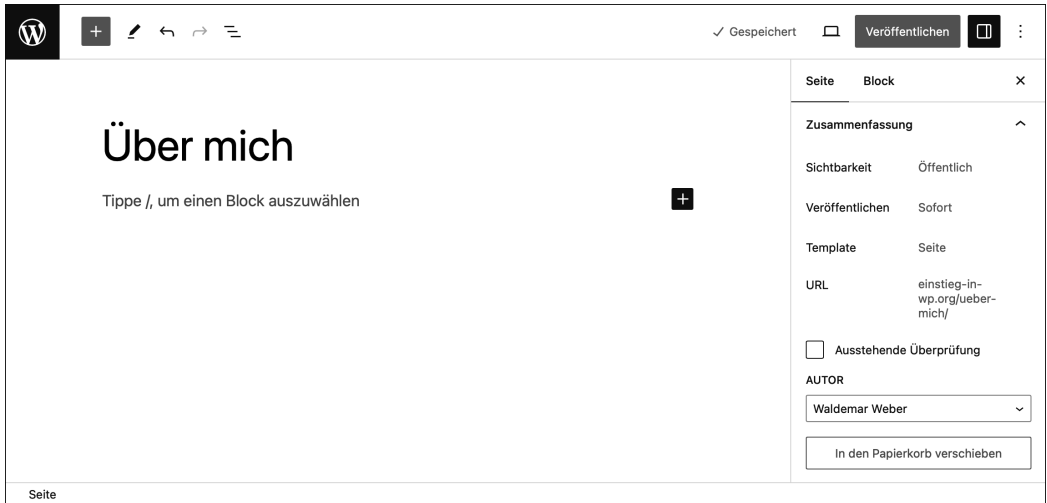 Gespeichert
Veröffentlichen
Seite
Block
Zusammenfassung
Über mich
Sichtbarkeit Öffentlich
Tippe /, um einen Block auszuwählen
Veröffentlichen Sofort
Template Seite
URL einstieg-in-
wp.org/ueber-
mich/
Ausstehende Überprüfung
AUTOR
Waldemar Weber
In den Papierkorb verschieben
Seite